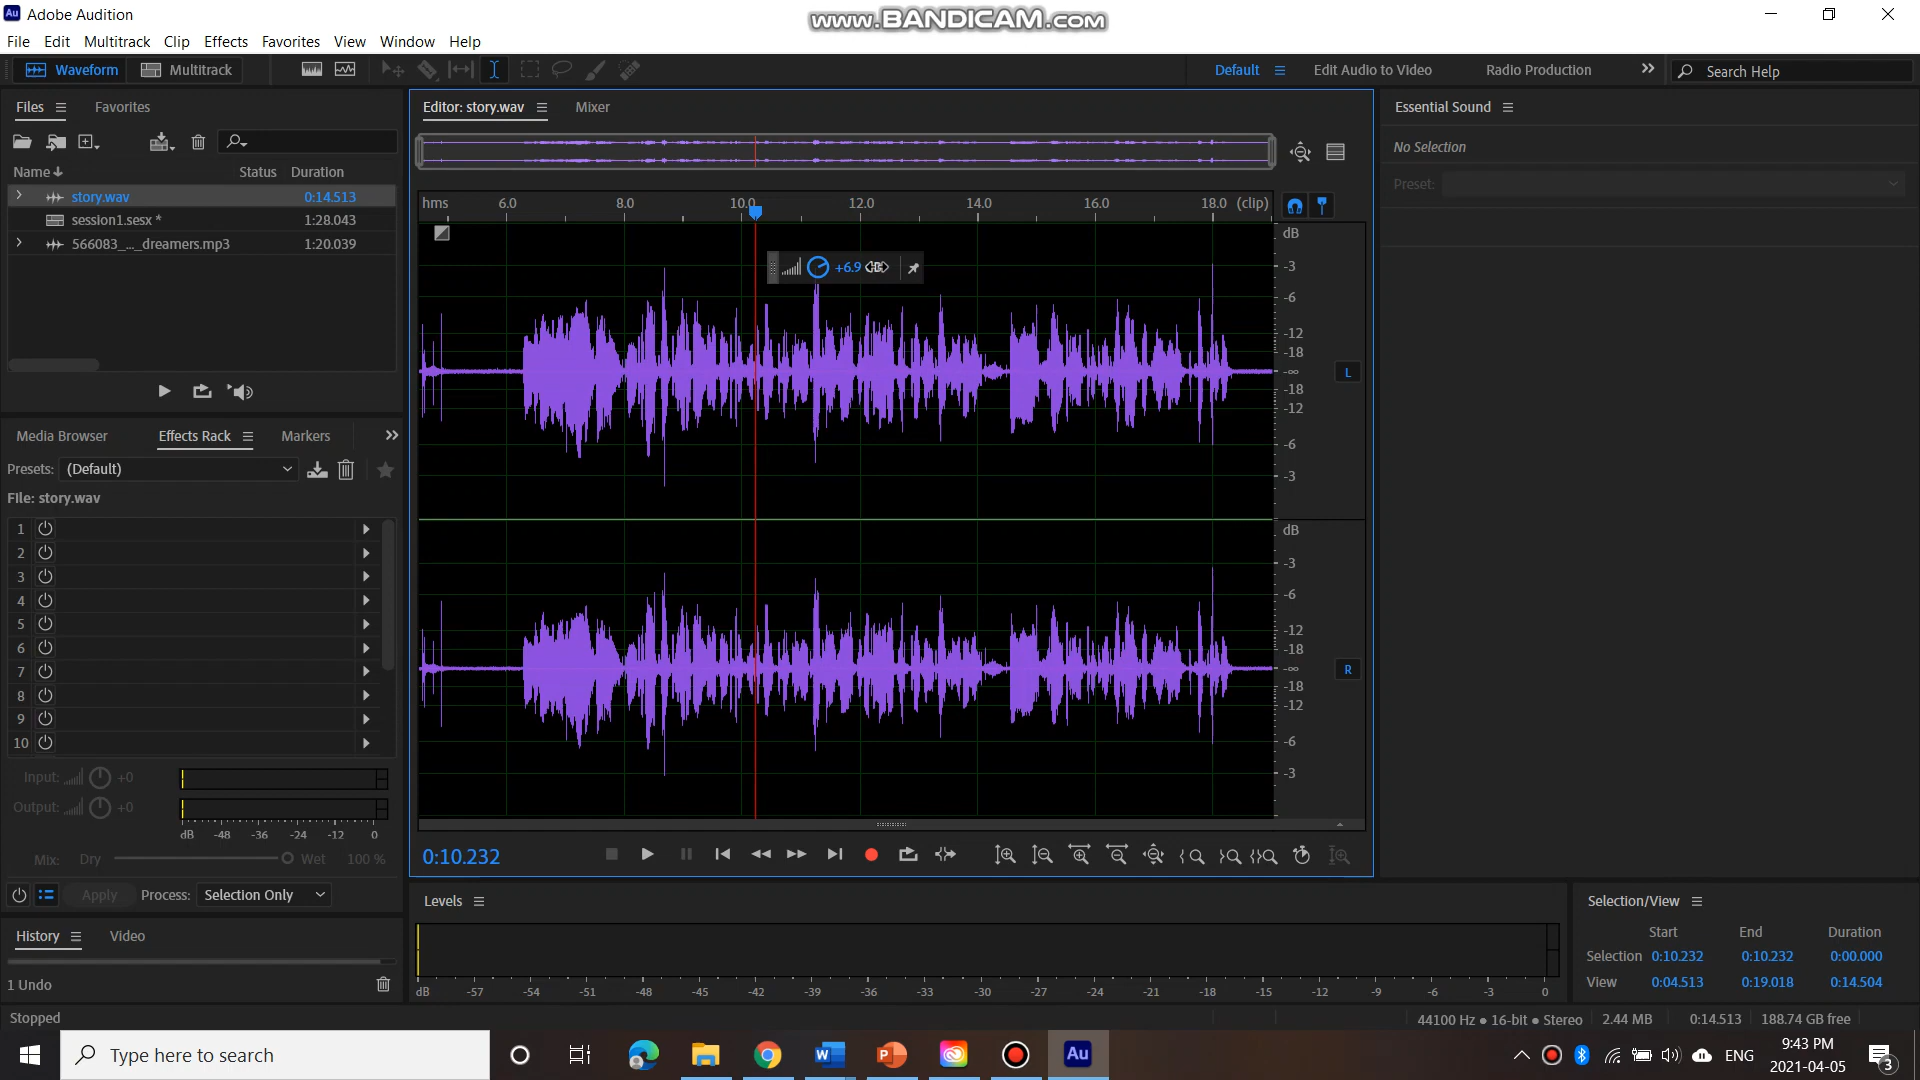 Adobe Audition
www.BANDICAM.com
File Edit Multitrack Clip Effects Favorites View Window Help
Waveform Multitrack Default Edit Audio to Video Radio Production Search Help
Files Favorites
Name Status Duration
story.wav 0:14.513
session1.sesx * 1:28.043
566083_..._dreamers.mp3 1:20.039
Media Browser Effects Rack Markers
Presets: (Default)
File: story.wav
1
2
3
4
5
6
7
8
9
10
Input: +0
Output: +0
dB -48 -36 -24 -12 0
Mix: Dry Wet 100 %
Apply Process: Selection Only
History Video
1 Undo
Stopped
Editor: story.wav Mixer
hms 6.0 8.0 10.0 12.0 14.0 16.0 18.0 (clip)
+6.9
dB
-3
-6
-12
-18
-∞
-18
-12
-6
-3
L
dB
-3
-6
-12
-18
-∞
-18
-12
-6
-3
R
0:10.232
Levels
dB -57 -54 -51 -48 -45 -42 -39 -36 -33 -30 -27 -24 -21 -18 -15 -12 -9 -6 -3 0
Essential Sound
No Selection
Preset:
Selection/View
Start End Duration
Selection 0:10.232 0:10.232 0:00.000
View 0:04.513 0:19.018 0:14.504
44100 Hz ● 16-bit ● Stereo 2.44 MB 0:14.513 188.74 GB free
Type here to search
ENG
9:43 PM
2021-04-05
3